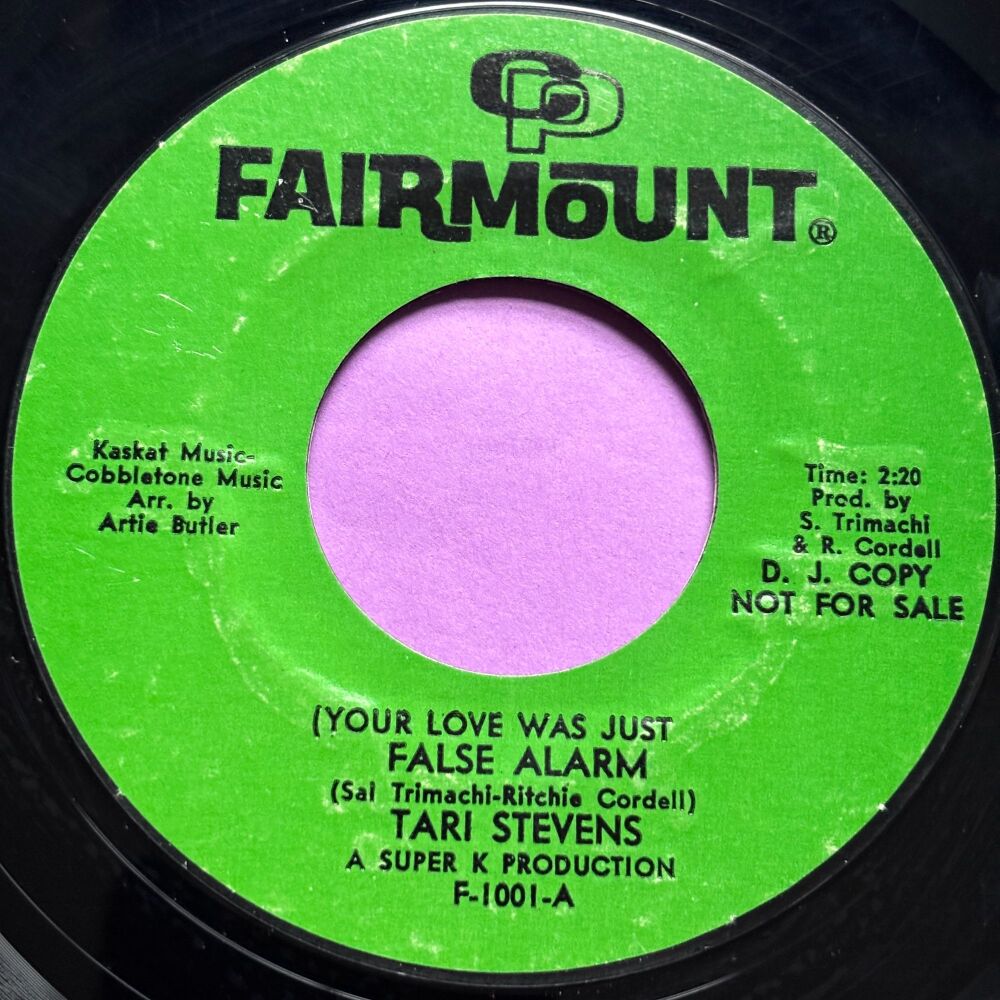 CP
FAIRMOUNT®
Kaskat Music-
Cobbletone Music
Arr. by
Artie Butler
Time: 2:20
Prod. by
S. Trimachi
& R. Cordell
D. J. COPY
NOT FOR SALE
(YOUR LOVE WAS JUST
FALSE ALARM
(Sal Trimachi-Ritchie Cordell)
TARI STEVENS
A SUPER K PRODUCTION
F-1001-A